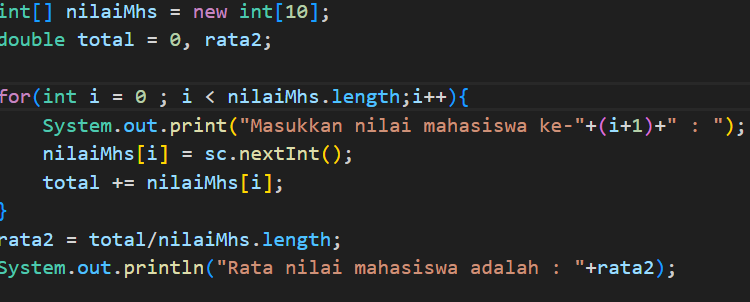 int[] nilaiMhs = new int[10];
double total = 0, rata2;
for(int i = 0 ; i < nilaiMhs.length;i++){
System.out.print("Masukkan nilai mahasiswa ke-"+(i+1)+" : ");
nilaiMhs[i] = sc.nextInt();
total += nilaiMhs[i];
}
rata2 = total/nilaiMhs.length;
System.out.println("Rata nilai mahasiswa adalah : "+rata2);